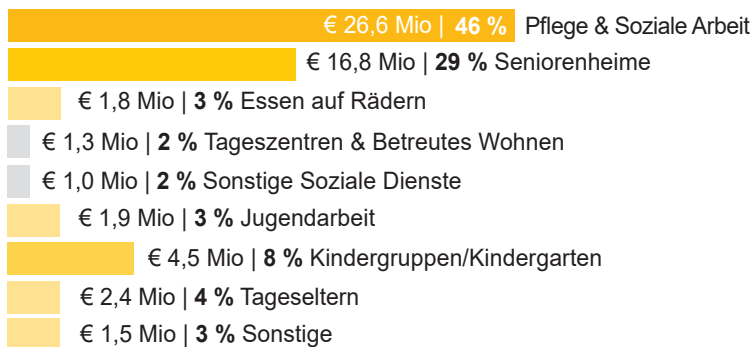 € 26,6 Mio | 46 % Pflege & Soziale Arbeit
€ 16,8 Mio | 29 % Seniorenheime
€ 1,8 Mio | 3 % Essen auf Rädern
€ 1,3 Mio | 2 % Tageszentren & Betreutes Wohnen
€ 1,0 Mio | 2 % Sonstige Soziale Dienste
€ 1,9 Mio | 3 % Jugendarbeit
€ 4,5 Mio | 8 % Kindergruppen/Kindergarten
€ 2,4 Mio | 4 % Tageseltern
€ 1,5 Mio | 3 % Sonstige